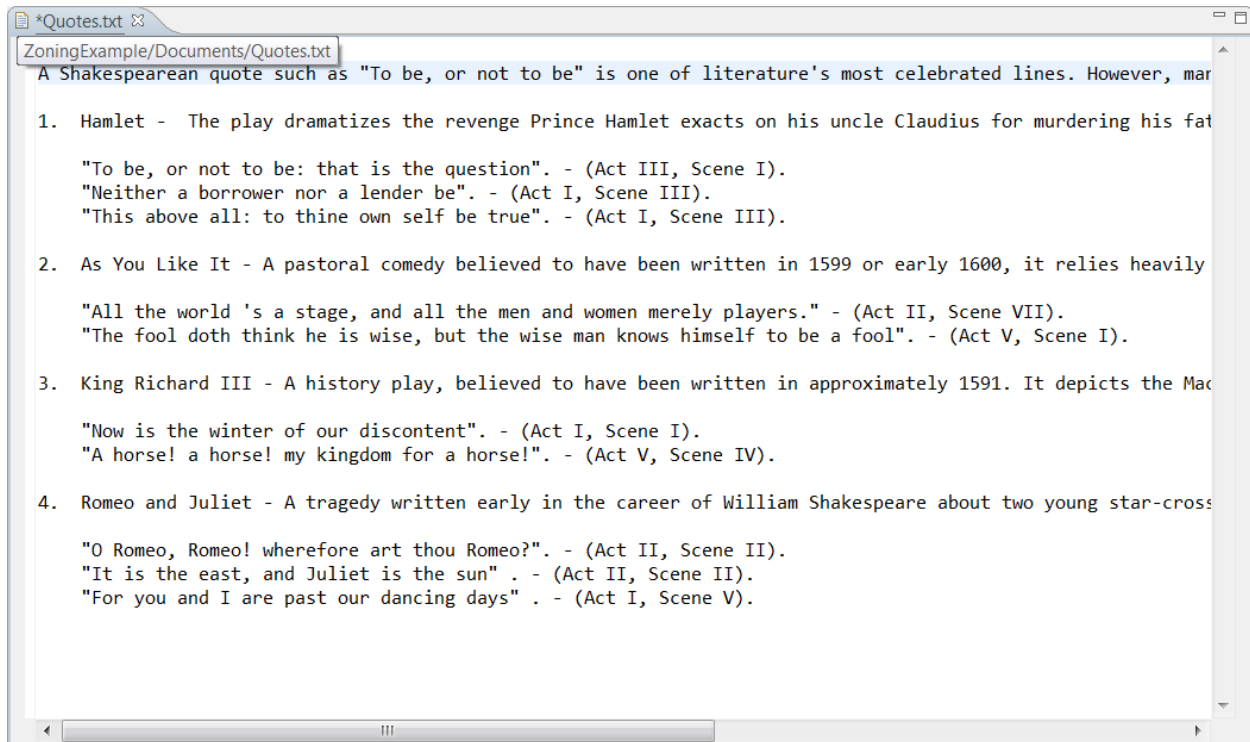 *Quotes.txt
ZoningExample/Documents/Quotes.txt
A Shakespearean quote such as "To be, or not to be" is one of literature's most celebrated lines. However, mar
1.  Hamlet -  The play dramatizes the revenge Prince Hamlet exacts on his uncle Claudius for murdering his fat
"To be, or not to be: that is the question". - (Act III, Scene I).
"Neither a borrower nor a lender be". - (Act I, Scene III).
"This above all: to thine own self be true". - (Act I, Scene III).
2.  As You Like It - A pastoral comedy believed to have been written in 1599 or early 1600, it relies heavily
"All the world 's a stage, and all the men and women merely players." - (Act II, Scene VII).
"The fool doth think he is wise, but the wise man knows himself to be a fool". - (Act V, Scene I).
3.  King Richard III - A history play, believed to have been written in approximately 1591. It depicts the Mac
"Now is the winter of our discontent". - (Act I, Scene I).
"A horse! a horse! my kingdom for a horse!". - (Act V, Scene IV).
4.  Romeo and Juliet - A tragedy written early in the career of William Shakespeare about two young star-cross
"O Romeo, Romeo! wherefore art thou Romeo?". - (Act II, Scene II).
"It is the east, and Juliet is the sun" . - (Act II, Scene II).
"For you and I are past our dancing days" . - (Act I, Scene V).